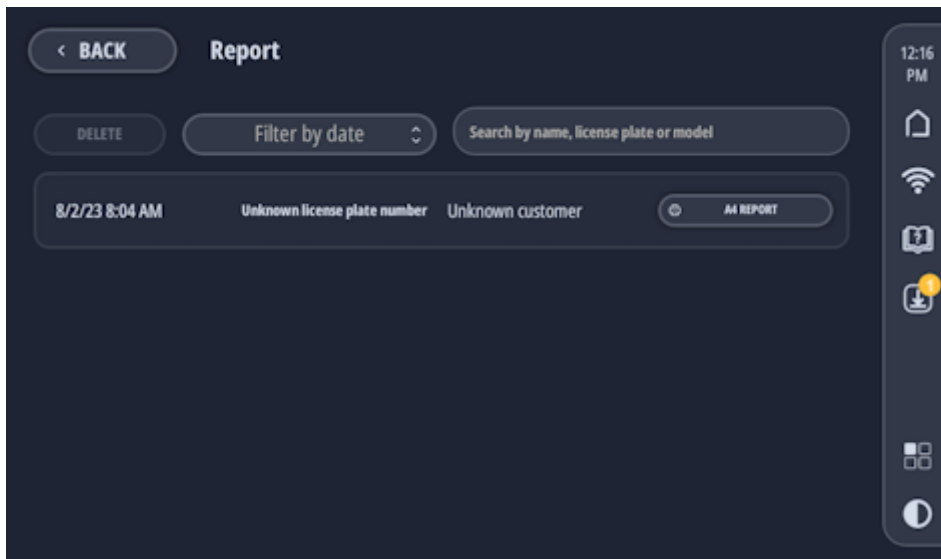 BACK
Report
12:16
PM
DELETE
Filter by date
Search by name, license plate or model
8/2/23 8:04 AM
Unknown license plate number
Unknown customer
A4 REPORT
?
1